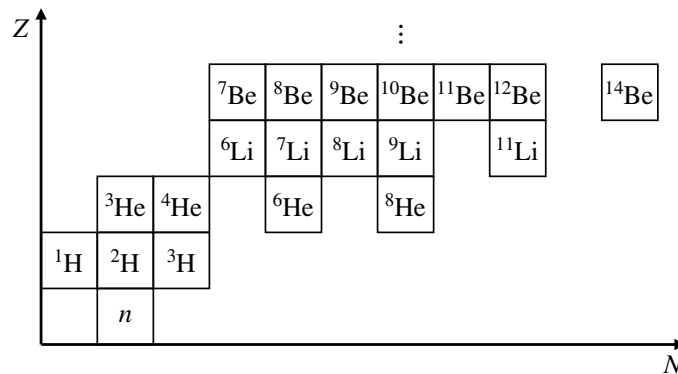 Z
⋮
⁷Be ⁸Be ⁹Be ¹⁰Be ¹¹Be ¹²Be ¹⁴Be
⁶Li ⁷Li ⁸Li ⁹Li ¹¹Li
³He ⁴He ⁶He ⁸He
¹H ²H ³H
n
N